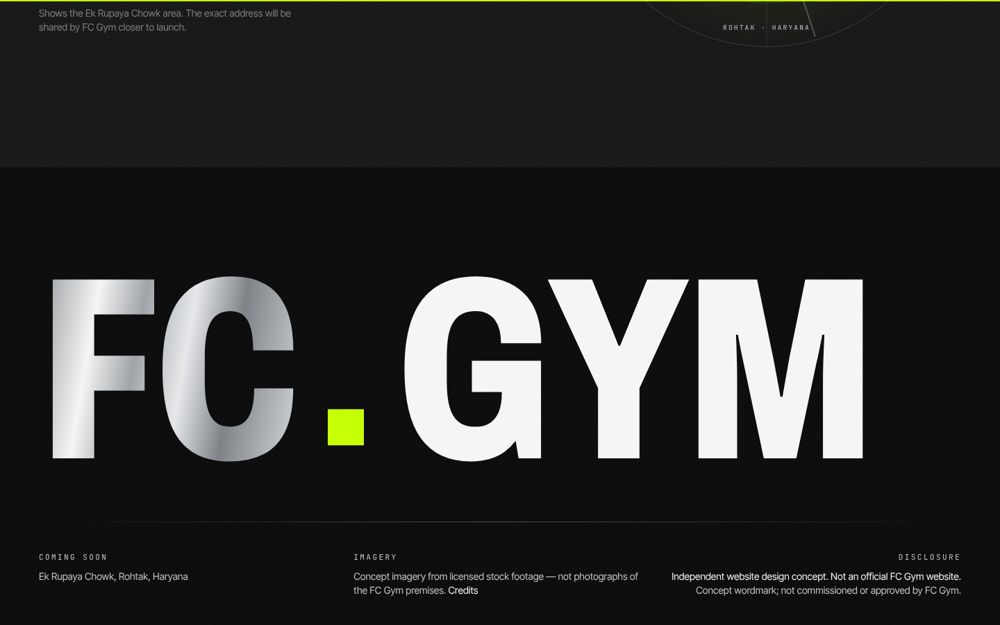 Shows the Ek Rupaya Chowk area. The exact address will be
shared by FC Gym closer to launch.
ROHTAK · HARYANA
FC.GYM
COMING SOON
Ek Rupaya Chowk, Rohtak, Haryana
IMAGERY
Concept imagery from licensed stock footage — not photographs of
the FC Gym premises. Credits
DISCLOSURE
Independent website design concept. Not an official FC Gym website.
Concept wordmark; not commissioned or approved by FC Gym.